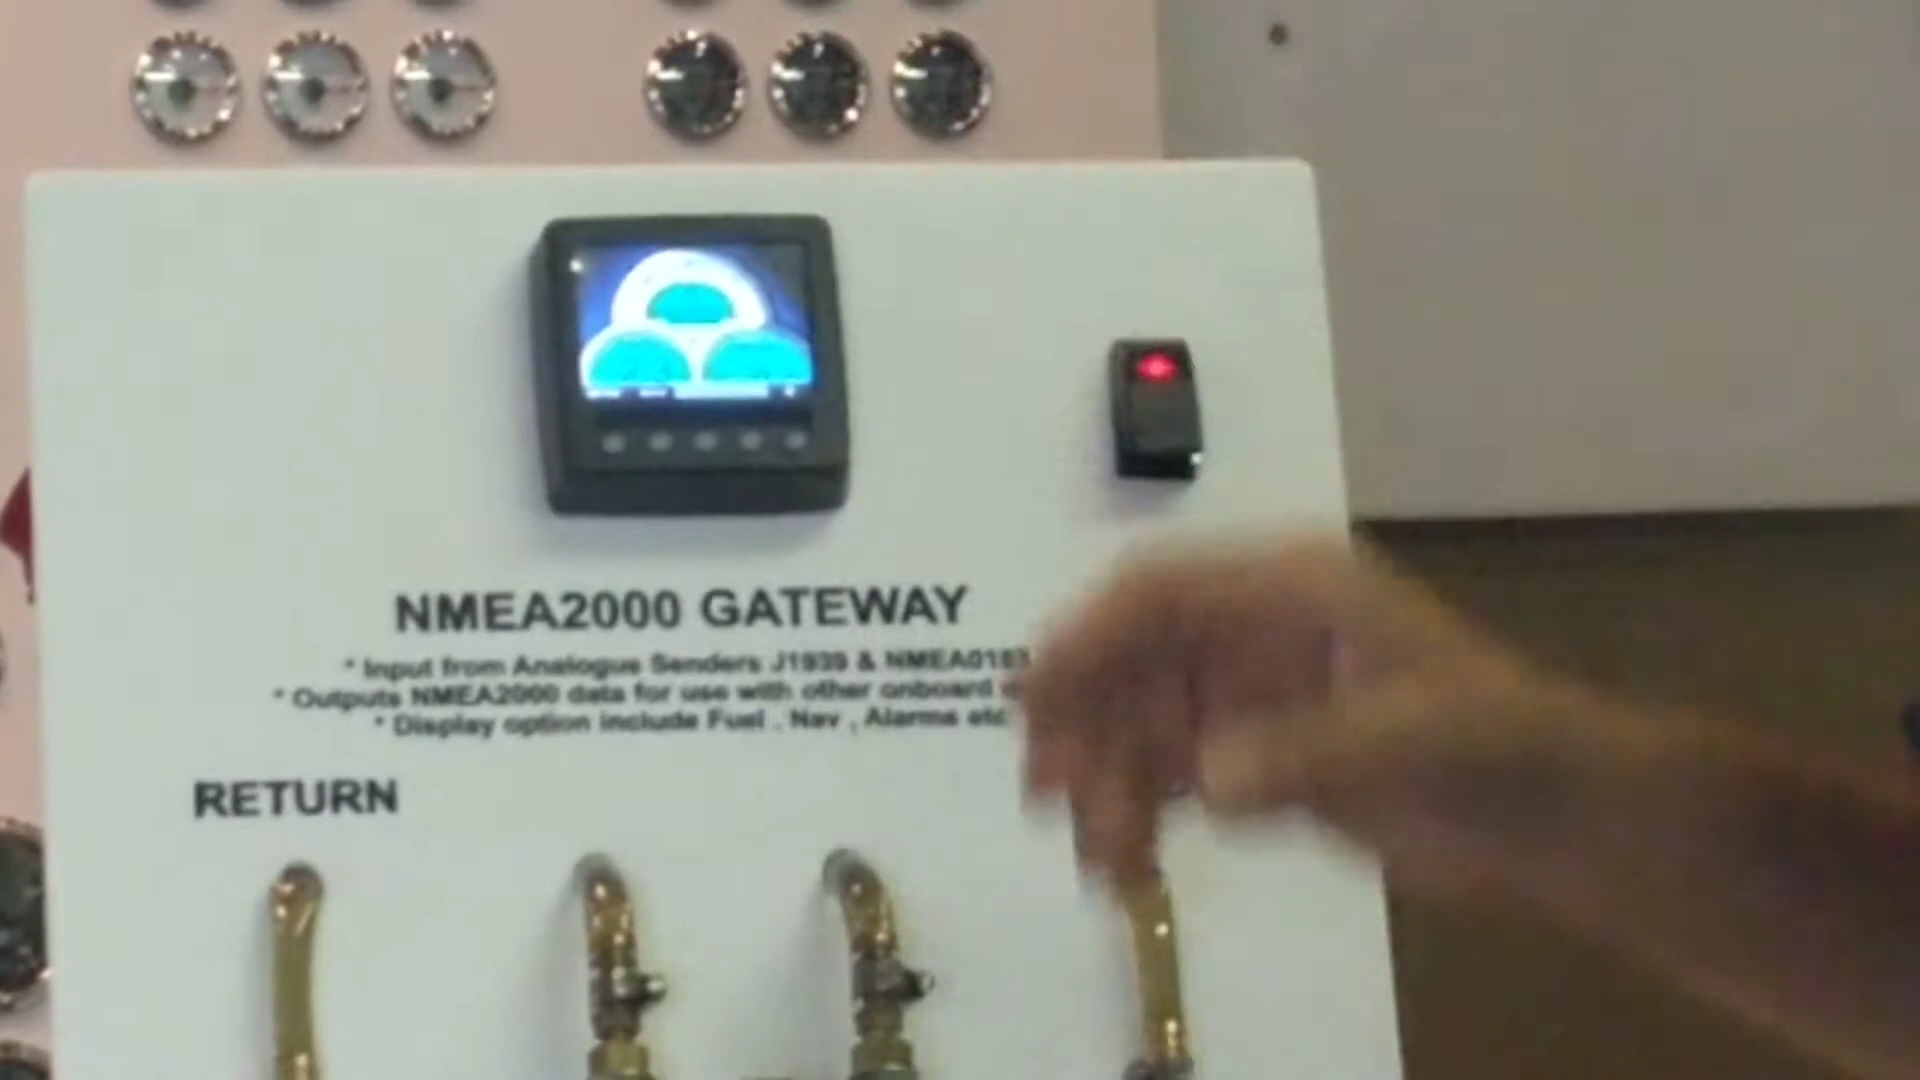 NMEA2000 GATEWAY
* Input from Analogue Senders J1939 & NMEA0183
* Outputs NMEA2000 data for use with other onboard
* Display option include Fuel . Nav , Alarms etc
RETURN